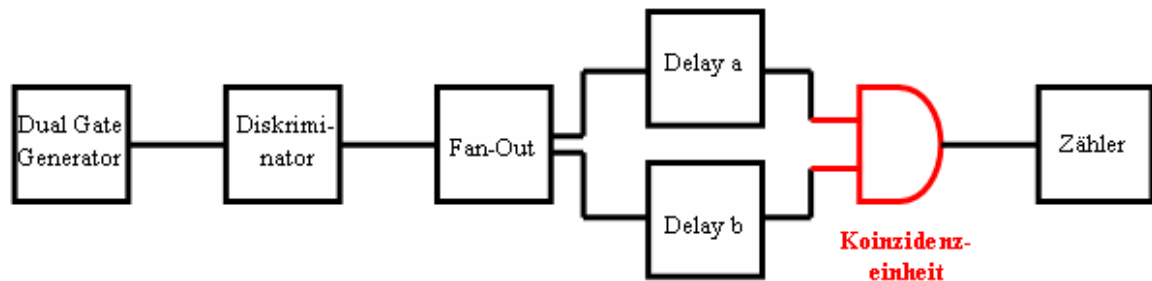 Dual Gate
Generator
Diskrimi-
nator
Fan-Out
Delay a
Delay b
Koinzidenz-
einheit
Zähler